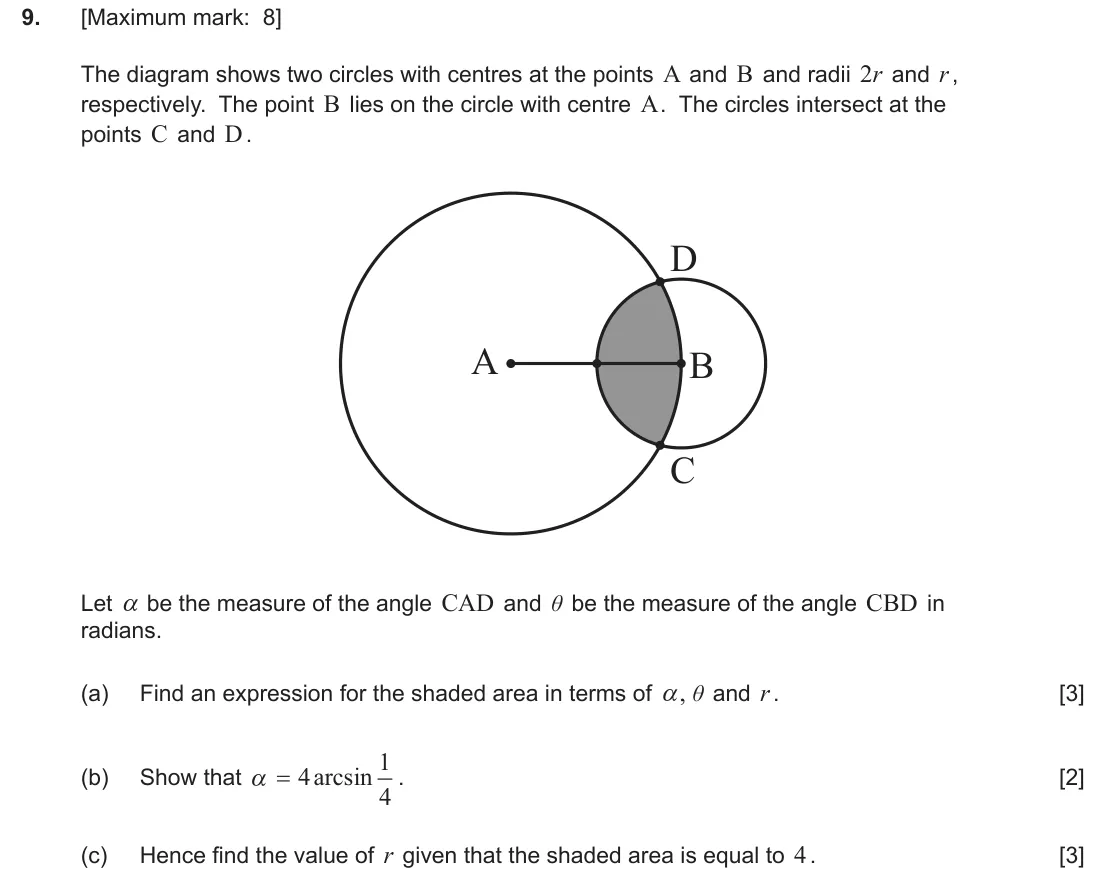 9. [Maximum mark: 8]
The diagram shows two circles with centres at the points A and B and radii 2r and r,
respectively. The point B lies on the circle with centre A. The circles intersect at the
points C and D.
D
A
B
C
Let α be the measure of the angle CAD and θ be the measure of the angle CBD in
radians.
(a) Find an expression for the shaded area in terms of α, θ and r. [3]
(b) Show that α = 4 arcsin 1/4. [2]
(c) Hence find the value of r given that the shaded area is equal to 4. [3]